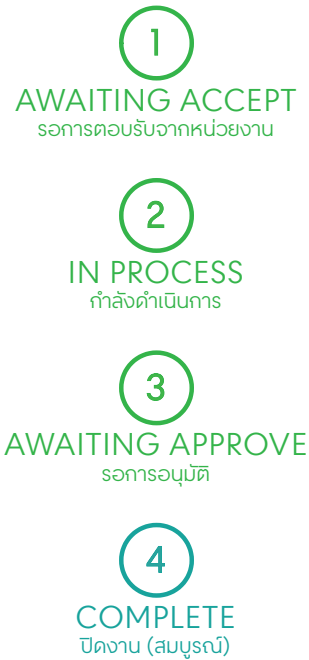 1
AWAITING ACCEPT
รอการตอบรับจากหน่วยงาน
2
IN PROCESS
กำลังดำเนินการ
3
AWAITING APPROVE
รอการอนุมัติ
4
COMPLETE
ปิดงาน (สมบูรณ์)